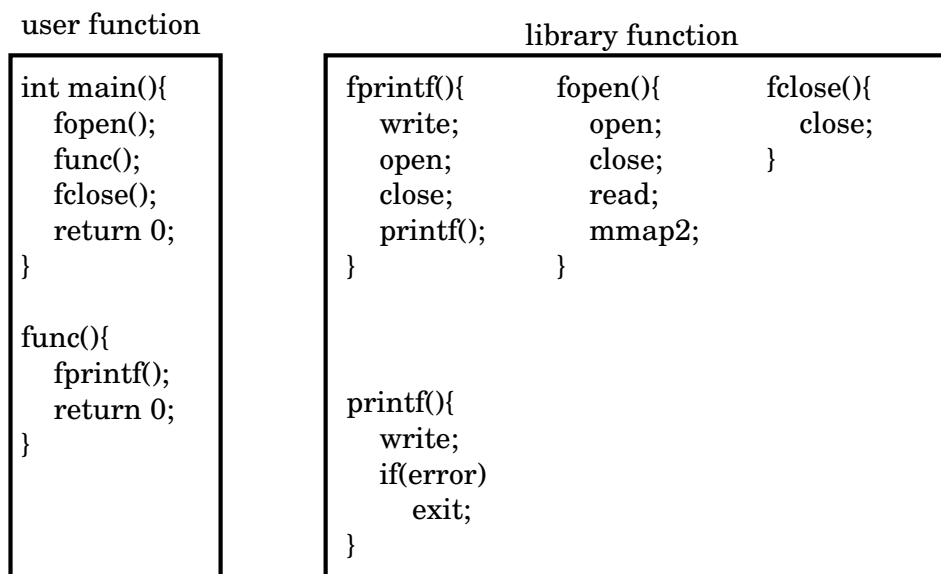 user function
int main(){
fopen();
func();
fclose();
return 0;
}
func(){
fprintf();
return 0;
}
library function
fprintf(){
write;
open;
close;
printf();
}
fopen(){
open;
close;
read;
mmap2;
}
fclose(){
close;
}
printf(){
write;
if(error)
exit;
}